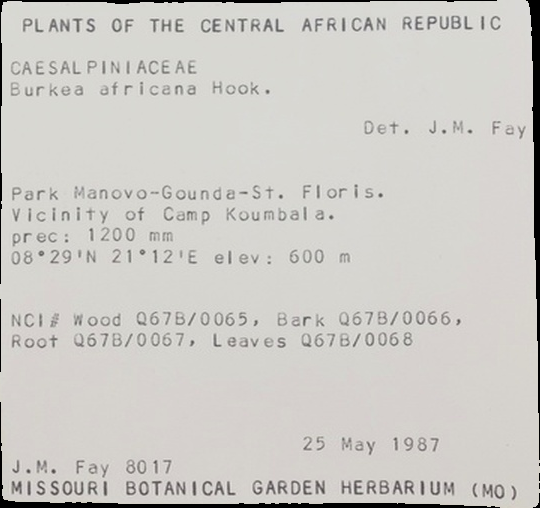 PLANTS OF THE CENTRAL AFRICAN REPUBLIC
CAESALPINIACEAE
Burkea africana Hook.
Det. J.M. Fay
Park Manovo-Gounda-St. Floris.
Vicinity of Camp Koumbala.
prec: 1200 mm
08°29'N 21°12'E elev: 600 m
NCI# Wood Q67B/0065, Bark Q67B/0066,
Root Q67B/0067, Leaves Q67B/0068
25 May 1987
J.M. Fay 8017
MISSOURI BOTANICAL GARDEN HERBARIUM (MO)